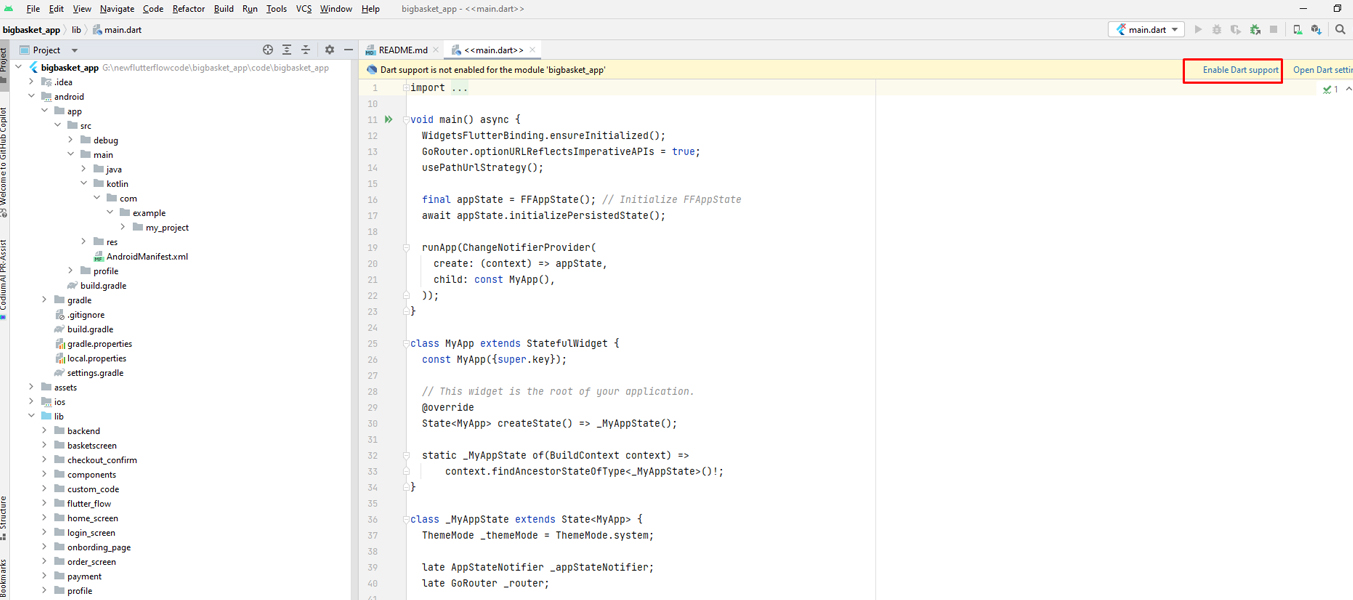 File Edit View Navigate Code Refactor Build Run Tools VCS Window Help bigbasket_app - <<main.dart>>
bigbasket_app lib main.dart
main.dart
Project
README.md
<<main.dart>>
Project
Welcome to GitHub Copilot
CodiumAI PR-Assist
Structure
Bookmarks
bigbasket_app G:\newflutterflowcode\bigbasket_app\code\bigbasket_app
.idea
android
app
src
debug
main
java
kotlin
com
example
my_project
res
AndroidManifest.xml
profile
build.gradle
gradle
.gitignore
build.gradle
gradle.properties
local.properties
settings.gradle
assets
ios
lib
backend
basketscreen
checkout_confirm
components
custom_code
flutter_flow
home_screen
login_screen
onbording_page
order_screen
payment
profile
Dart support is not enabled for the module 'bigbasket_app' Enable Dart support Open Dart setti
1
1 import ...
10
11 void main() async {
12 WidgetsFlutterBinding.ensureInitialized();
13 GoRouter.optionURLReflectsImperativeAPIs = true;
14 usePathUrlStrategy();
15
16 final appState = FFAppState(); // Initialize FFAppState
17 await appState.initializePersistedState();
18
19 runApp(ChangeNotifierProvider(
20 create: (context) => appState,
21 child: const MyApp(),
22 ));
23 }
24
25 class MyApp extends StatefulWidget {
26 const MyApp({super.key});
27
28 // This widget is the root of your application.
29 @override
30 State<MyApp> createState() => _MyAppState();
31
32 static _MyAppState of(BuildContext context) =>
33 context.findAncestorStateOfType<_MyAppState>()!;
34 }
35
36 class _MyAppState extends State<MyApp> {
37 ThemeMode _themeMode = ThemeMode.system;
38
39 late AppStateNotifier _appStateNotifier;
40 late GoRouter _router;